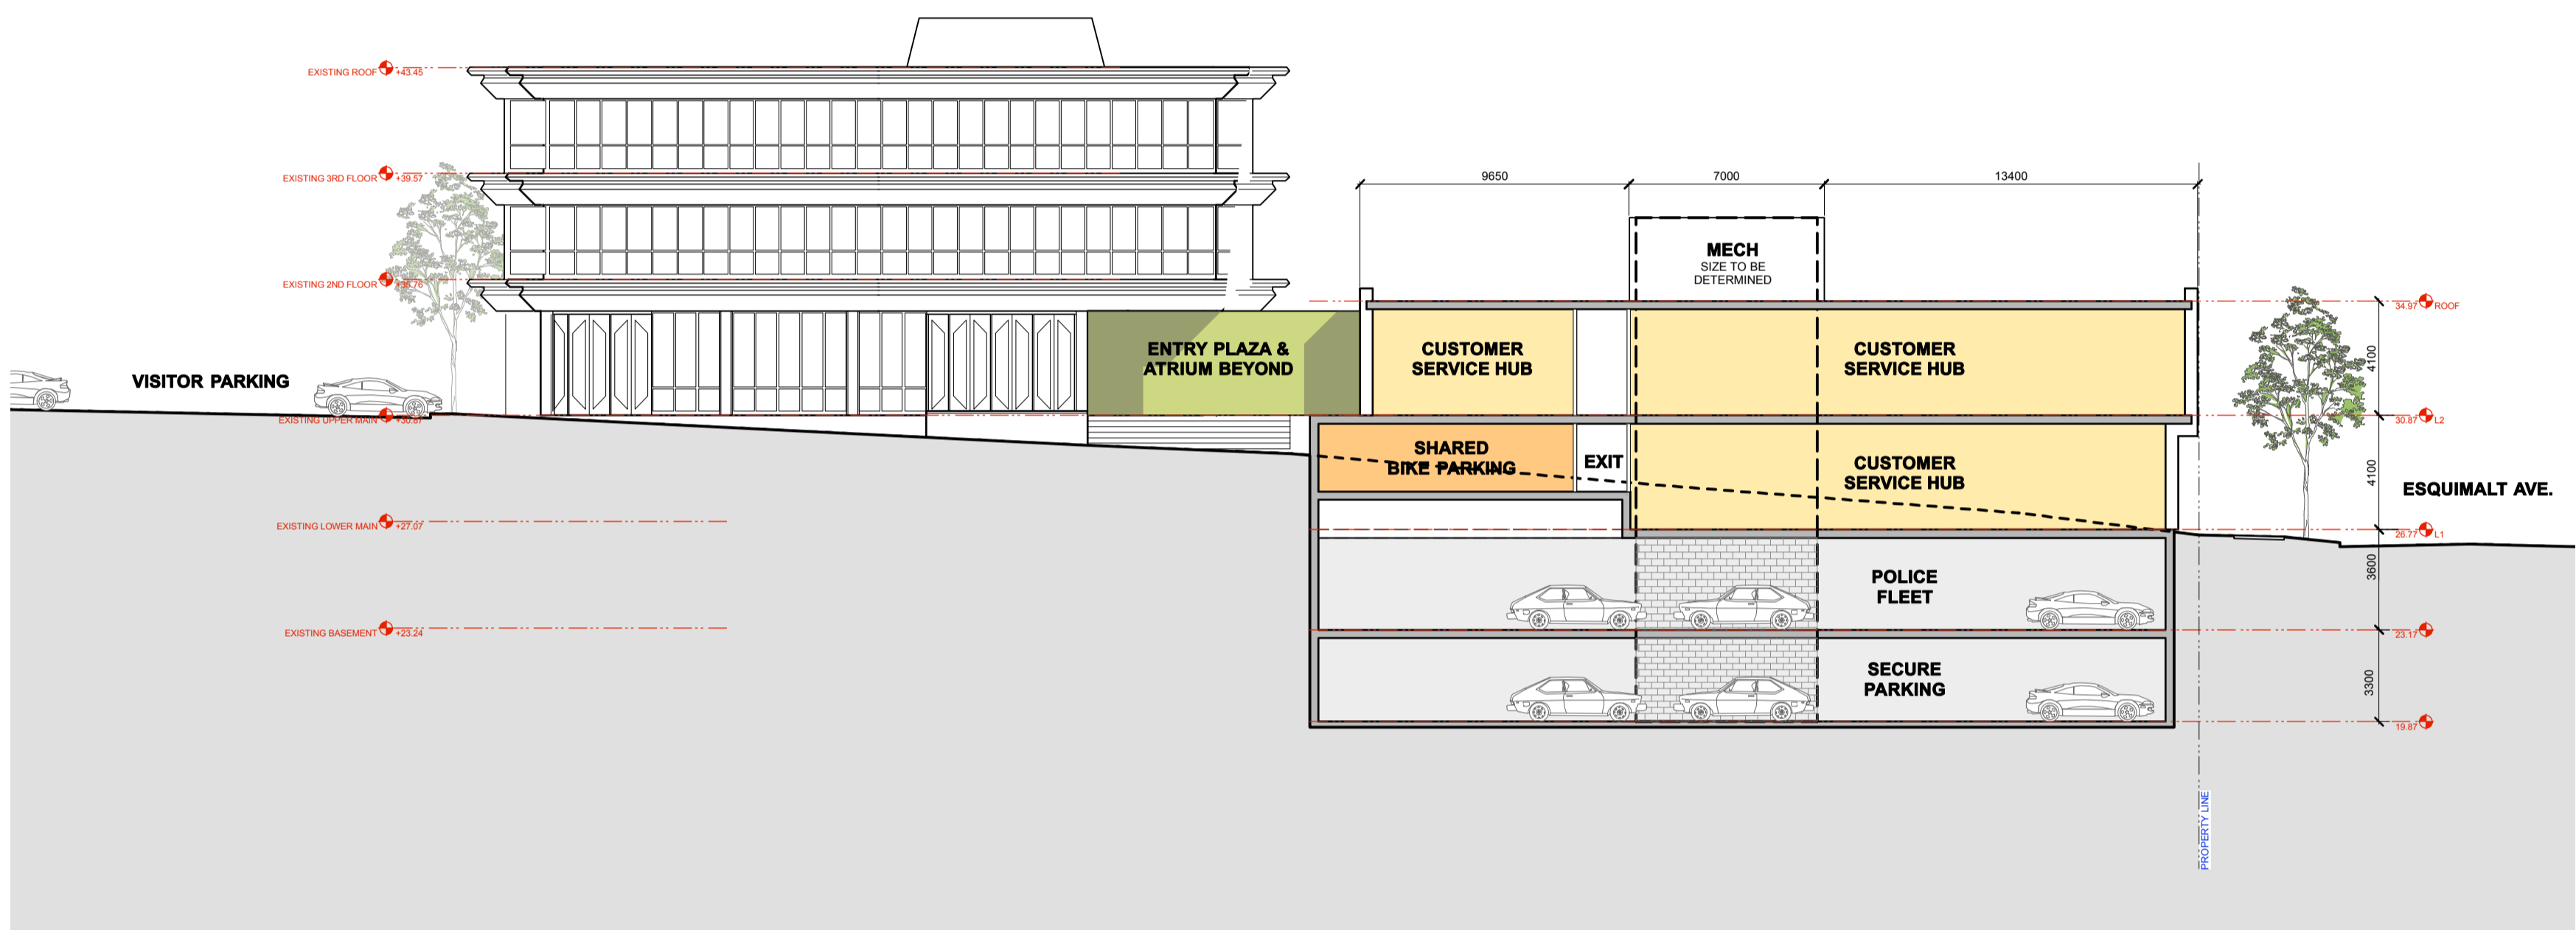 EXISTING ROOF +43.45
EXISTING 3RD FLOOR +39.57
EXISTING 2ND FLOOR +35.76
VISITOR PARKING
EXISTING UPPER MAIN +30.87
EXISTING LOWER MAIN +27.07
EXISTING BASEMENT +23.24
ENTRY PLAZA &
ATRIUM BEYOND
9650
7000
13400
MECH
SIZE TO BE
DETERMINED
CUSTOMER
SERVICE HUB
CUSTOMER
SERVICE HUB
SHARED
BIKE PARKING
EXIT
CUSTOMER
SERVICE HUB
POLICE
FLEET
SECURE
PARKING
34.97 ROOF
4100
30.87 L2
4100
ESQUIMALT AVE.
26.77 L1
3600
23.17
3300
19.87
PROPERTY LINE